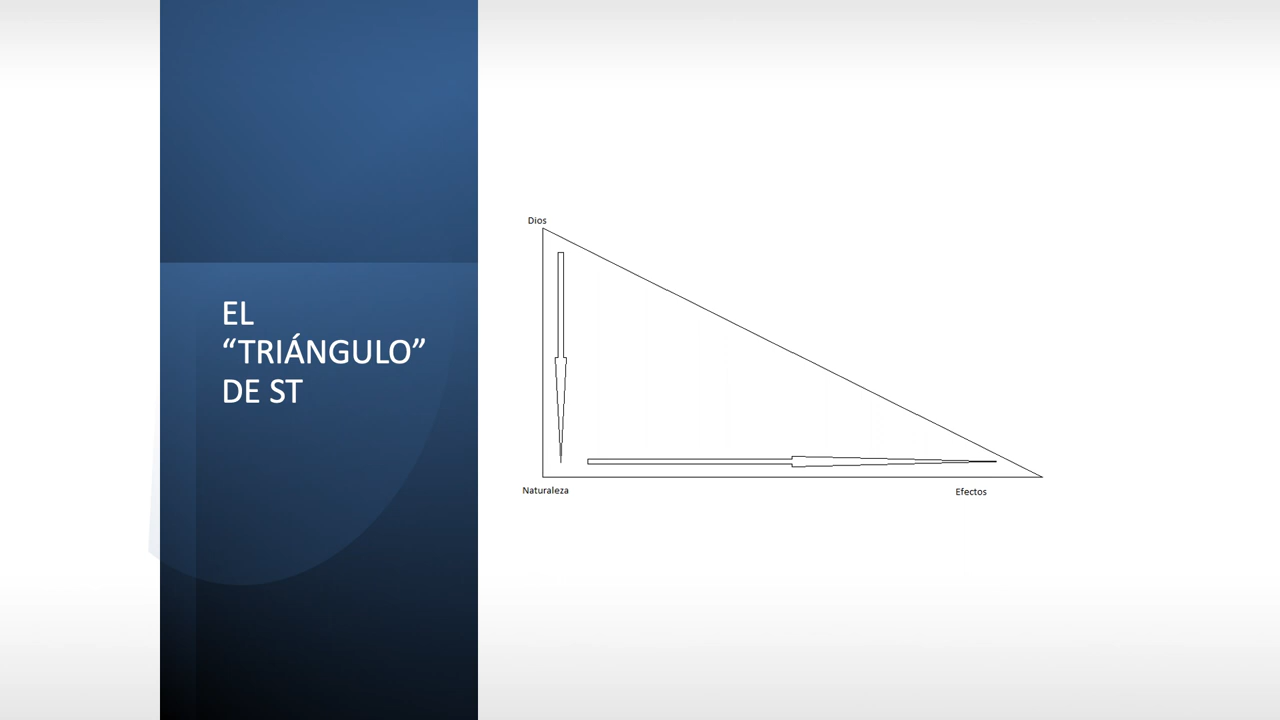 EL
“TRIÁNGULO”
DE ST
Dios
Naturaleza
Efectos